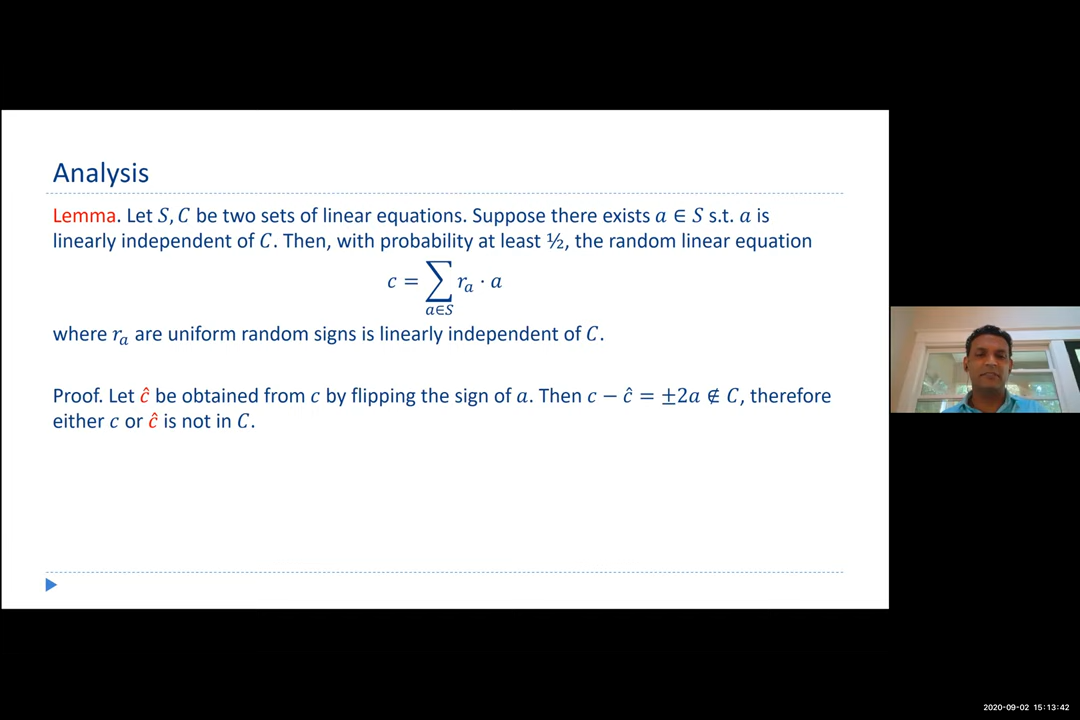 Analysis
Lemma. Let 𝑆, 𝐶 be two sets of linear equations. Suppose there exists 𝑎 ∈ 𝑆 s.t. 𝑎 is
linearly independent of 𝐶. Then, with probability at least ½, the random linear equation
𝑐 = ∑ 𝑟ₐ · 𝑎
𝑎∈𝑆
where 𝑟ₐ are uniform random signs is linearly independent of 𝐶.
Proof. Let 𝑐̂ be obtained from 𝑐 by flipping the sign of 𝑎. Then 𝑐 − 𝑐̂ = ±2𝑎 ∉ 𝐶, therefore
either 𝑐 or 𝑐̂ is not in 𝐶.
2020-09-02 15:13:42